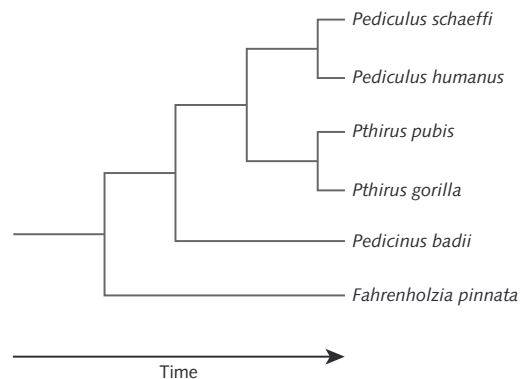 Pediculus schaeffi
Pediculus humanus
Pthirus pubis
Pthirus gorilla
Pedicinus badii
Fahrenholzia pinnata
Time